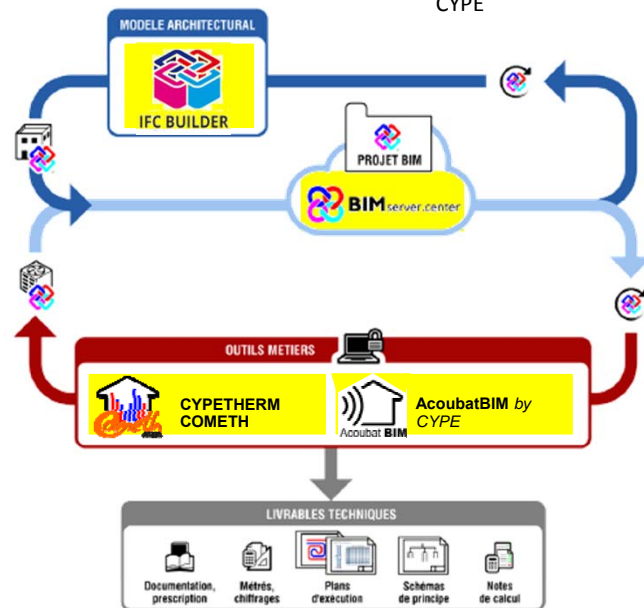 CYPE
MODELE ARCHITECTURAL
IFC BUILDER
PROJET BIM
BIMserver.center
OUTILS METIERS
CYPETHERM
COMETH
Acoubat BIM
AcoubatBIM by
CYPE
LIVRABLES TECHNIQUES
Documentation,
prescription
Métrés,
chiffrages
Plans
d'exécution
Schémas
de principe
Notes
de calcul